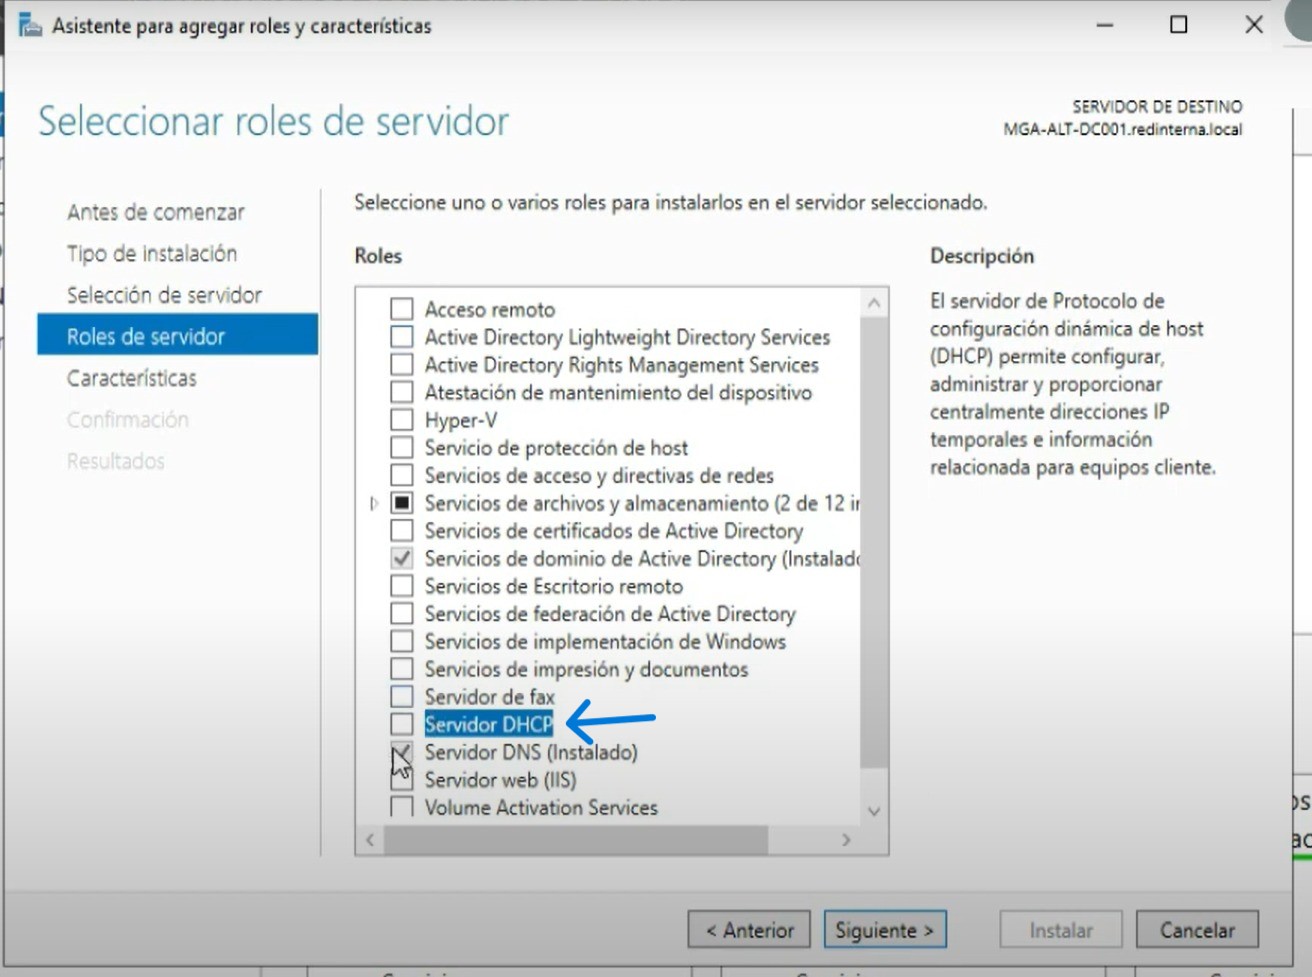 Asistente para agregar roles y características
Seleccionar roles de servidor
SERVIDOR DE DESTINO
MGA-ALT-DC001.redinterna.local
Antes de comenzar
Tipo de instalación
Selección de servidor
Roles de servidor
Características
Confirmación
Resultados
Seleccione uno o varios roles para instalarlos en el servidor seleccionado.
Roles
Acceso remoto
Active Directory Lightweight Directory Services
Active Directory Rights Management Services
Atestación de mantenimiento del dispositivo
Hyper-V
Servicio de protección de host
Servicios de acceso y directivas de redes
Servicios de archivos y almacenamiento (2 de 12 in
Servicios de certificados de Active Directory
Servicios de dominio de Active Directory (Instalado
Servicios de Escritorio remoto
Servicios de federación de Active Directory
Servicios de implementación de Windows
Servicios de impresión y documentos
Servidor de fax
Servidor DHCP
Servidor DNS (Instalado)
Servidor web (IIS)
Volume Activation Services
Descripción
El servidor de Protocolo de
configuración dinámica de host
(DHCP) permite configurar,
administrar y proporcionar
centralmente direcciones IP
temporales e información
relacionada para equipos cliente.
< Anterior
Siguiente >
Instalar
Cancelar